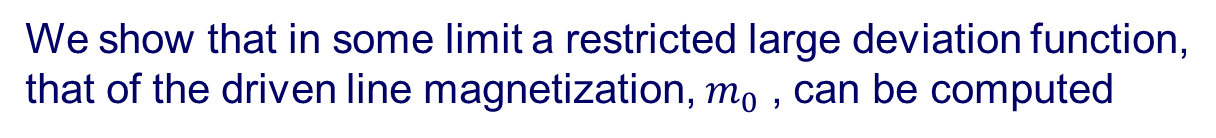 We show that in some limit a restricted large deviation function,
that of the driven line magnetization, $m_0$ , can be computed